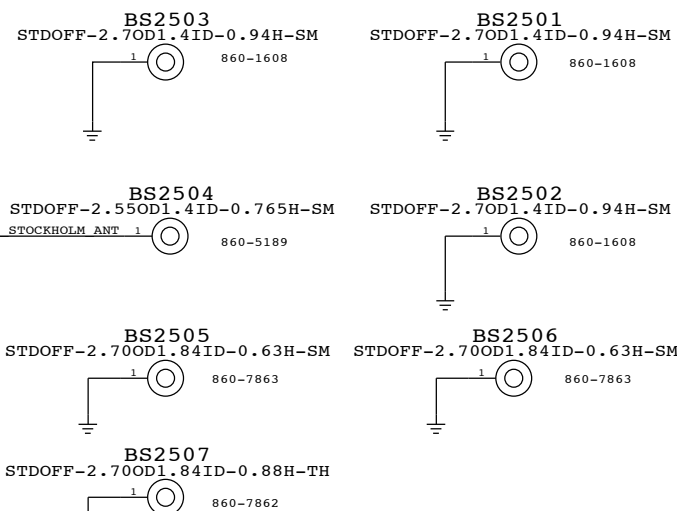 BS2503
STDOFF-2.7OD1.4ID-0.94H-SM
1
860-1608
BS2501
STDOFF-2.7OD1.4ID-0.94H-SM
1
860-1608
BS2504
STDOFF-2.55OD1.4ID-0.765H-SM
STOCKHOLM_ANT
1
860-5189
BS2502
STDOFF-2.7OD1.4ID-0.94H-SM
1
860-1608
BS2505
STDOFF-2.70OD1.84ID-0.63H-SM
1
860-7863
BS2506
STDOFF-2.70OD1.84ID-0.63H-SM
1
860-7863
BS2507
STDOFF-2.70OD1.84ID-0.88H-TH
1
860-7862